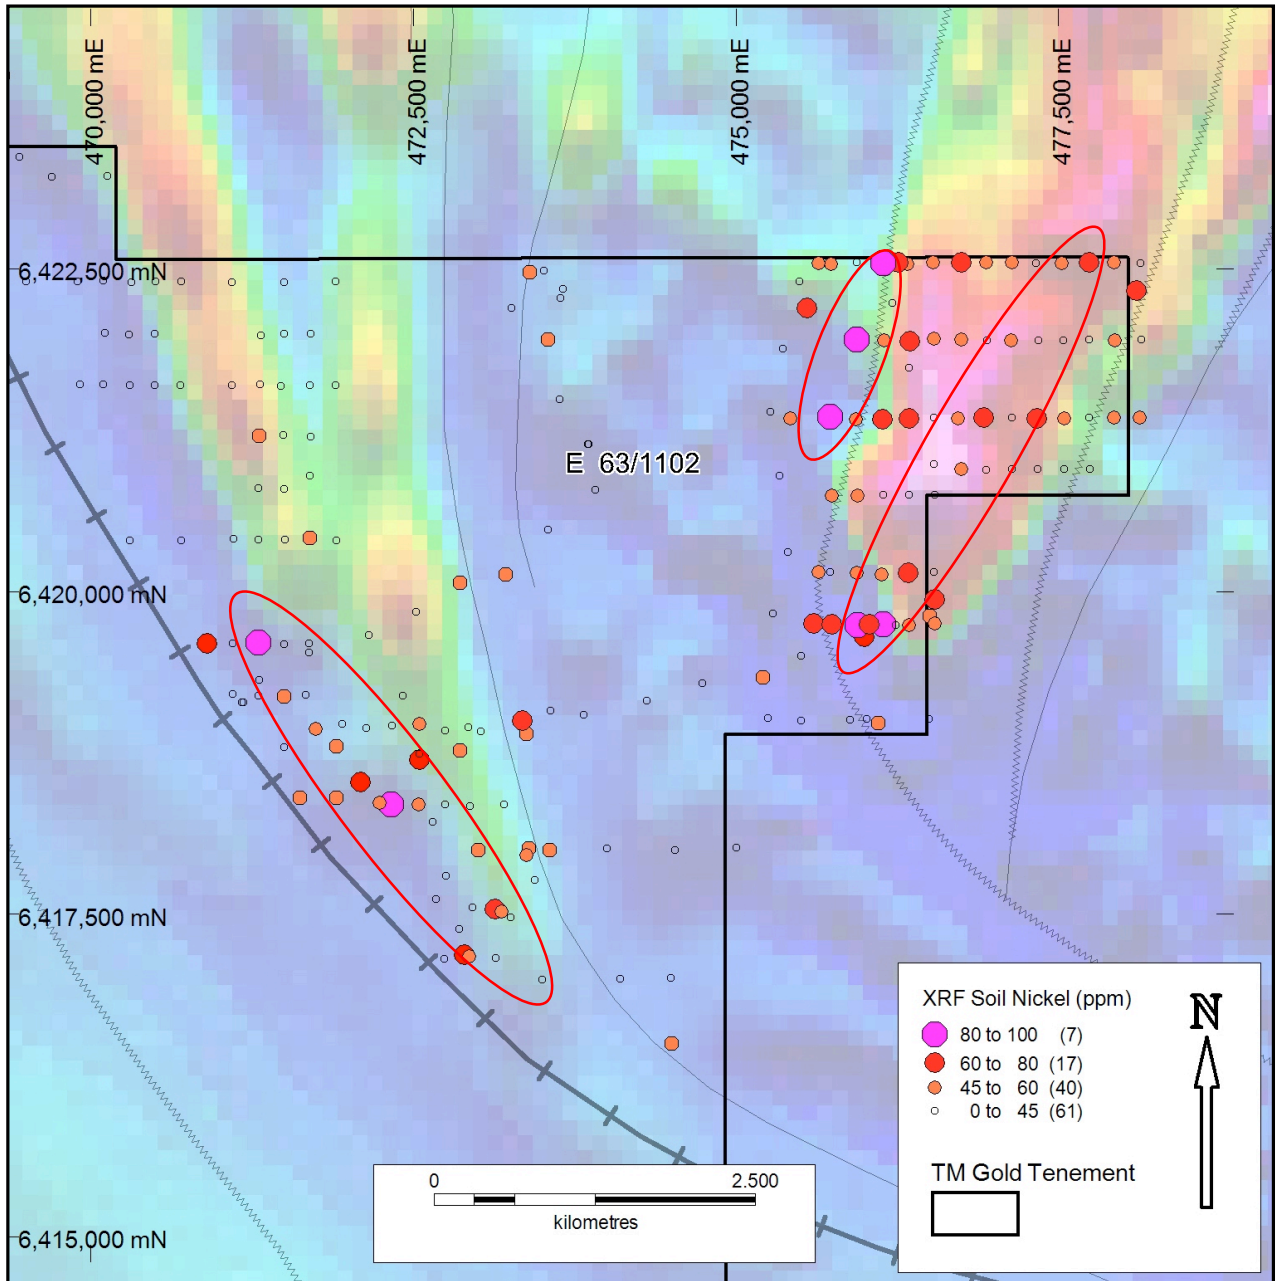 470,000 mE
472,500 mE
475,000 mE
477,500 mE
6,422,500 mN
E 63/1102
6,420,000 mN
6,417,500 mN
6,415,000 mN
XRF Soil Nickel (ppm)
80 to 100 (7)
60 to 80 (17)
45 to 60 (40)
0 to 45 (61)
N
TM Gold Tenement
0 2.500
kilometres